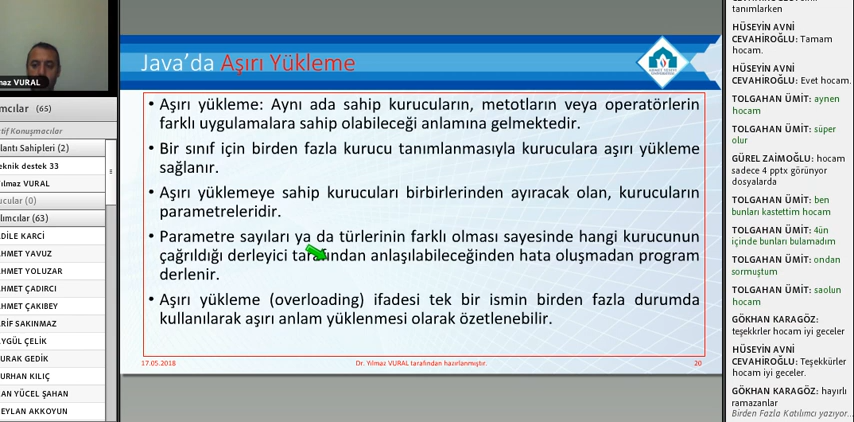 maz VURAL
mcılar (65)
tif Konuşmacılar
lantı Sahipleri (2)
eknik destek 33
ılmaz VURAL
ucular (0)
lımcılar (63)
DİLE KARCİ
HMET YAVUZ
HMET YOLUZAR
HMET ÇADIRCI
HMET ÇAKIBEY
RİF SAKINMAZ
YGÜL ÇELİK
URAK GEDİK
URHAN KILIÇ
AN YÜCEL ŞAHAN
EYLAN AKKOYUN
Java’da Aşırı Yükleme
• Aşırı yükleme: Aynı ada sahip kurucuların, metotların veya operatörlerin
farklı uygulamalara sahip olabileceği anlamına gelmektedir.
• Bir sınıf için birden fazla kurucu tanımlanmasıyla kuruculara aşırı yükleme
sağlanır.
• Aşırı yüklemeye sahip kurucuları birbirlerinden ayıracak olan, kurucuların
parametreleridir.
• Parametre sayıları ya da türlerinin farklı olması sayesinde hangi kurucunun
çağrıldığı derleyici tarafından anlaşılabileceğinden hata oluşmadan program
derlenir.
• Aşırı yükleme (overloading) ifadesi tek bir ismin birden fazla durumda
kullanılarak aşırı anlam yüklenmesi olarak özetlenebilir.
17.05.2018 Dr. Yılmaz VURAL tarafından hazırlanmıştır. 20
tanımlarken
HÜSEYİN AVNİ
CEVAHİROĞLU: Tamam
hocam.
HÜSEYİN AVNİ
CEVAHİROĞLU: Evet hocam.
TOLGAHAN ÜMİT: aynen
hocam
TOLGAHAN ÜMİT: süper
olur
GÜREL ZAİMOĞLU: hocam
sadece 4 pptx görünyor
dosyalarda
TOLGAHAN ÜMİT: ben
bunları kastettim hocam
TOLGAHAN ÜMİT: 4ün
içinde bunları bulamadım
TOLGAHAN ÜMİT: ondan
sormuştum
TOLGAHAN ÜMİT: saolun
hocam
GÖKHAN KARAGÖZ:
teşekkrler hocam iyi geceler
HÜSEYİN AVNİ
CEVAHİROĞLU: Teşekkürler
hocam iyi geceler.
GÖKHAN KARAGÖZ: hayırlı
ramazanlar
Birden Fazla Katılımcı yazıyor...